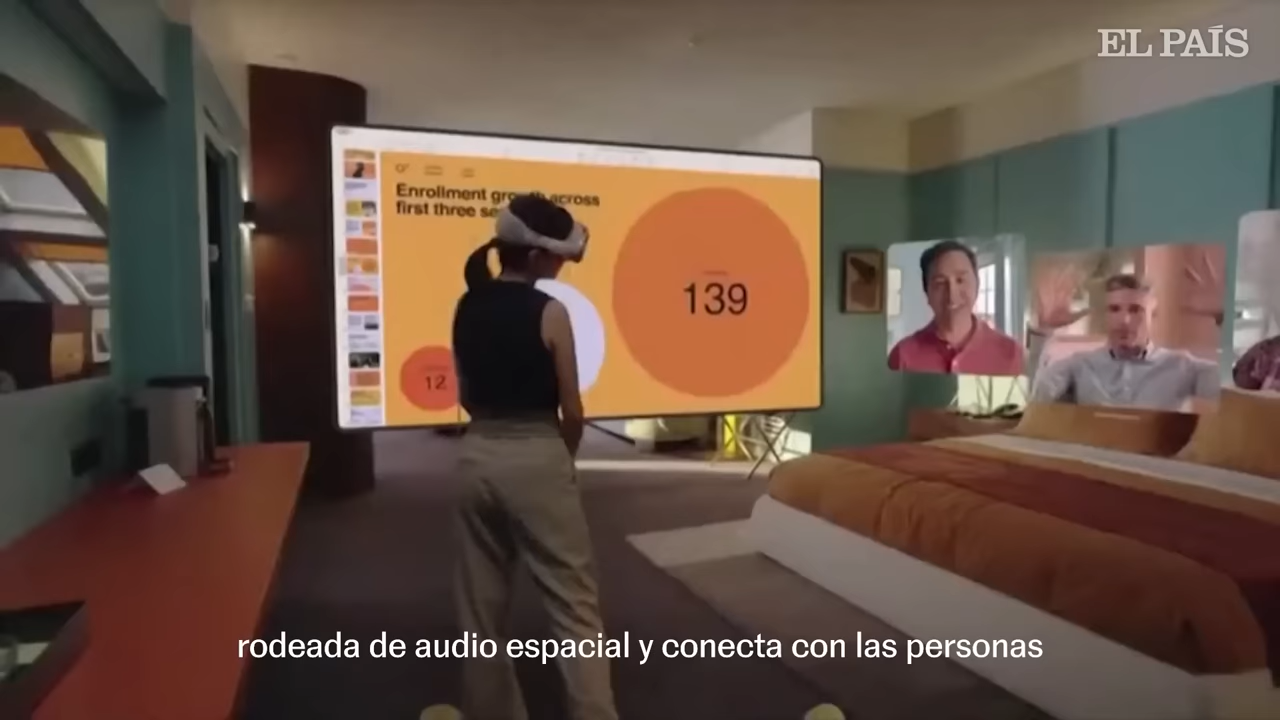 EL PAÍS
Enrollment growth across
first three se
139
12
rodeada de audio espacial y conecta con las personas